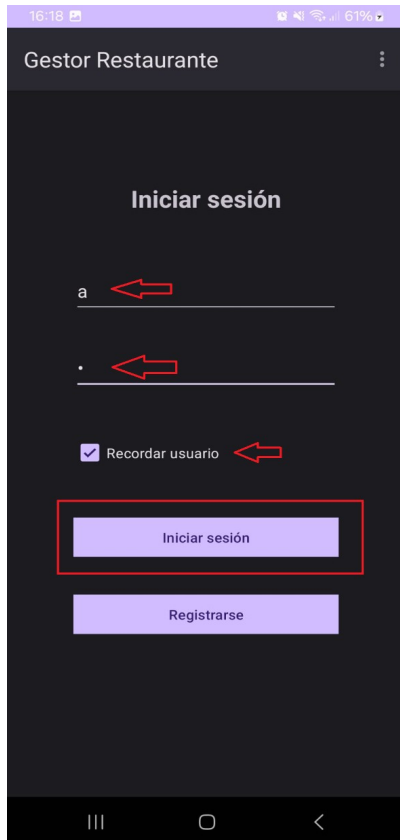 16:18 61%
Gestor Restaurante
Iniciar sesión
a
•
Recordar usuario
Iniciar sesión
Registrarse